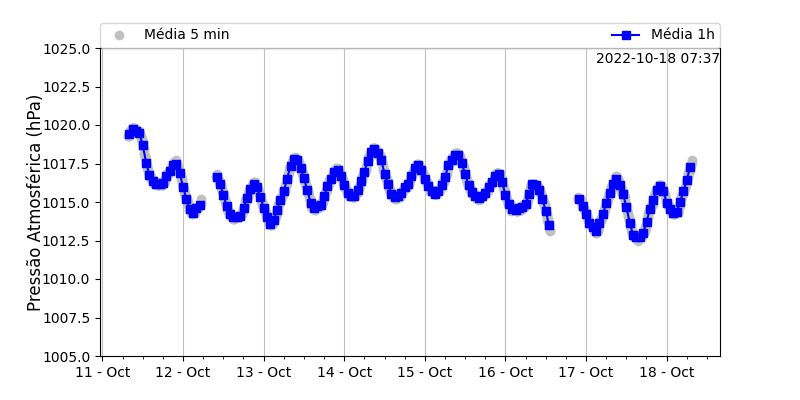 Média 5 min
Média 1h
2022-10-18 07:37
Pressão Atmosférica (hPa)
1025.0
1022.5
1020.0
1017.5
1015.0
1012.5
1010.0
1007.5
1005.0
11 - Oct
12 - Oct
13 - Oct
14 - Oct
15 - Oct
16 - Oct
17 - Oct
18 - Oct